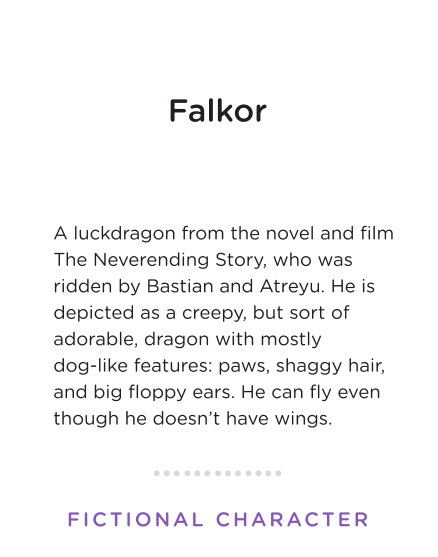 Falkor
A luckdragon from the novel and film
The Neverending Story, who was
ridden by Bastian and Atreyu. He is
depicted as a creepy, but sort of
adorable, dragon with mostly
dog-like features: paws, shaggy hair,
and big floppy ears. He can fly even
though he doesn’t have wings.
FICTIONAL CHARACTER